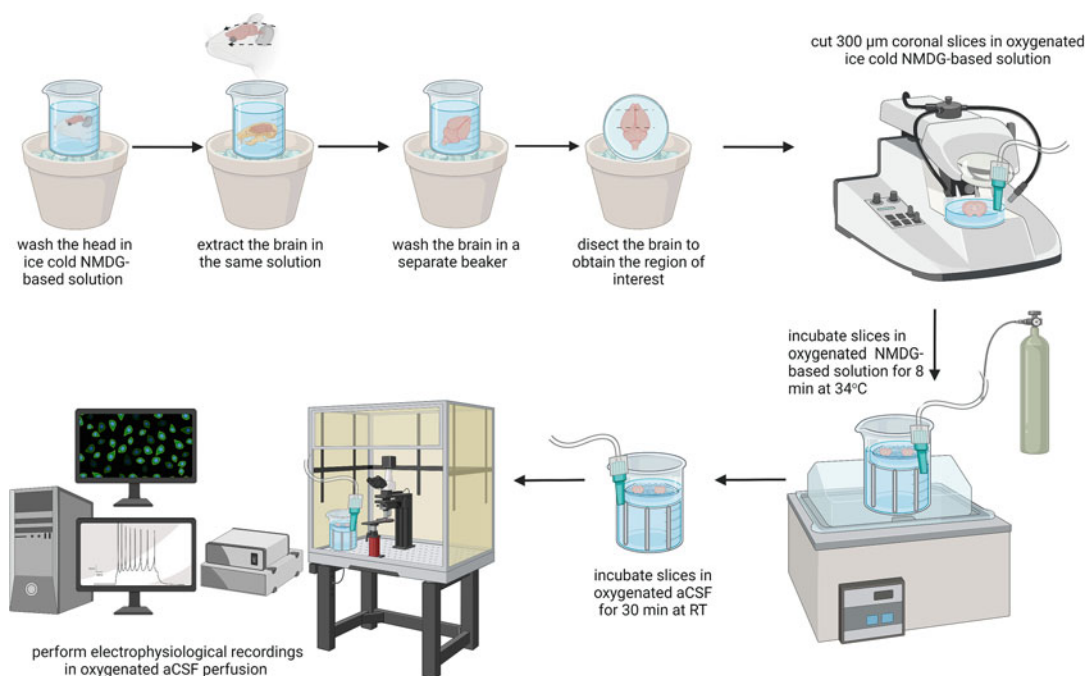 cut 300 µm coronal slices in oxygenated
ice cold NMDG-based solution
wash the head in
ice cold NMDG-
based solution
extract the brain in
the same solution
wash the brain in a
separate beaker
disect the brain to
obtain the region of
interest
incubate slices in
oxygenated NMDG-
based solution for 8
min at 34°C
incubate slices in
oxygenated aCSF
for 30 min at RT
perform electrophysiological recordings
in oxygenated aCSF perfusion